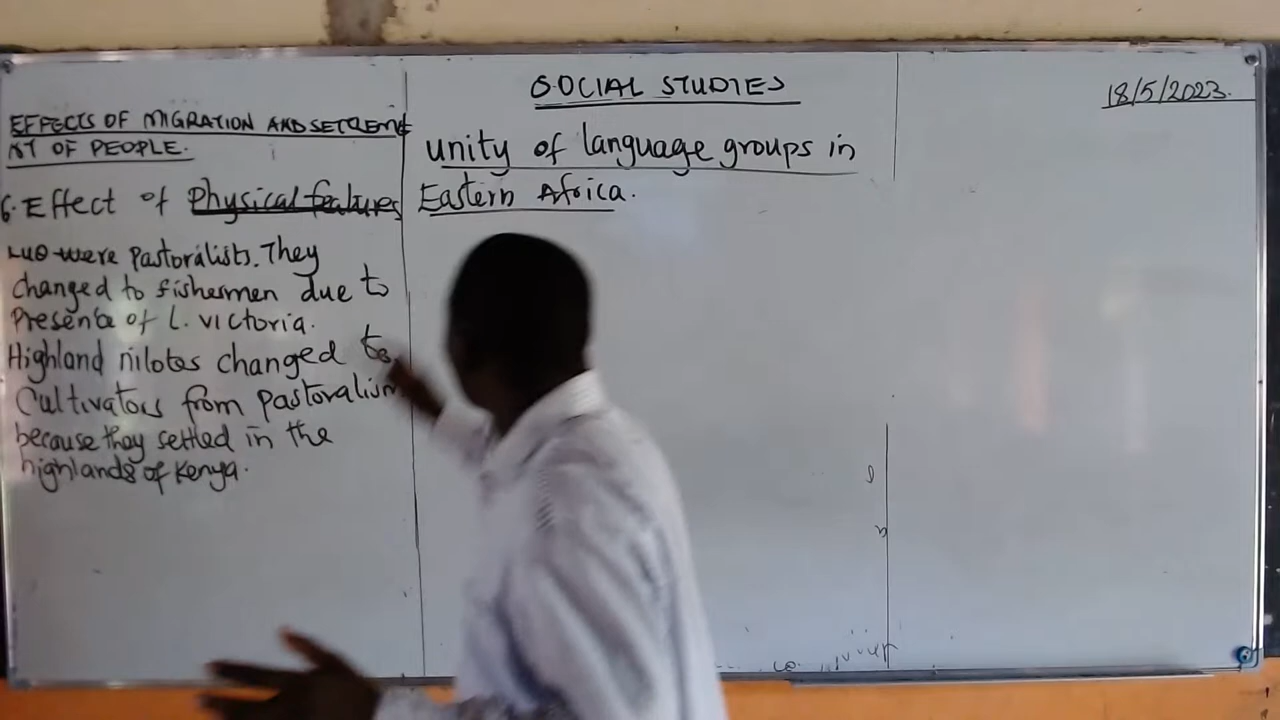 SOCIAL STUDIES
18/5/2023.
EFFECTS OF MIGRATION AND SETTLEME
NT OF PEOPLE.
6. Effect of Physical features
Luo were Pastoralists. They
changed to fishermen due to
Presence of L. victoria.
Highland nilotes changed to
Cultivators from pastoralism
because they settled in the
highlands of Kenya.
unity of language groups in
Eastern Africa.